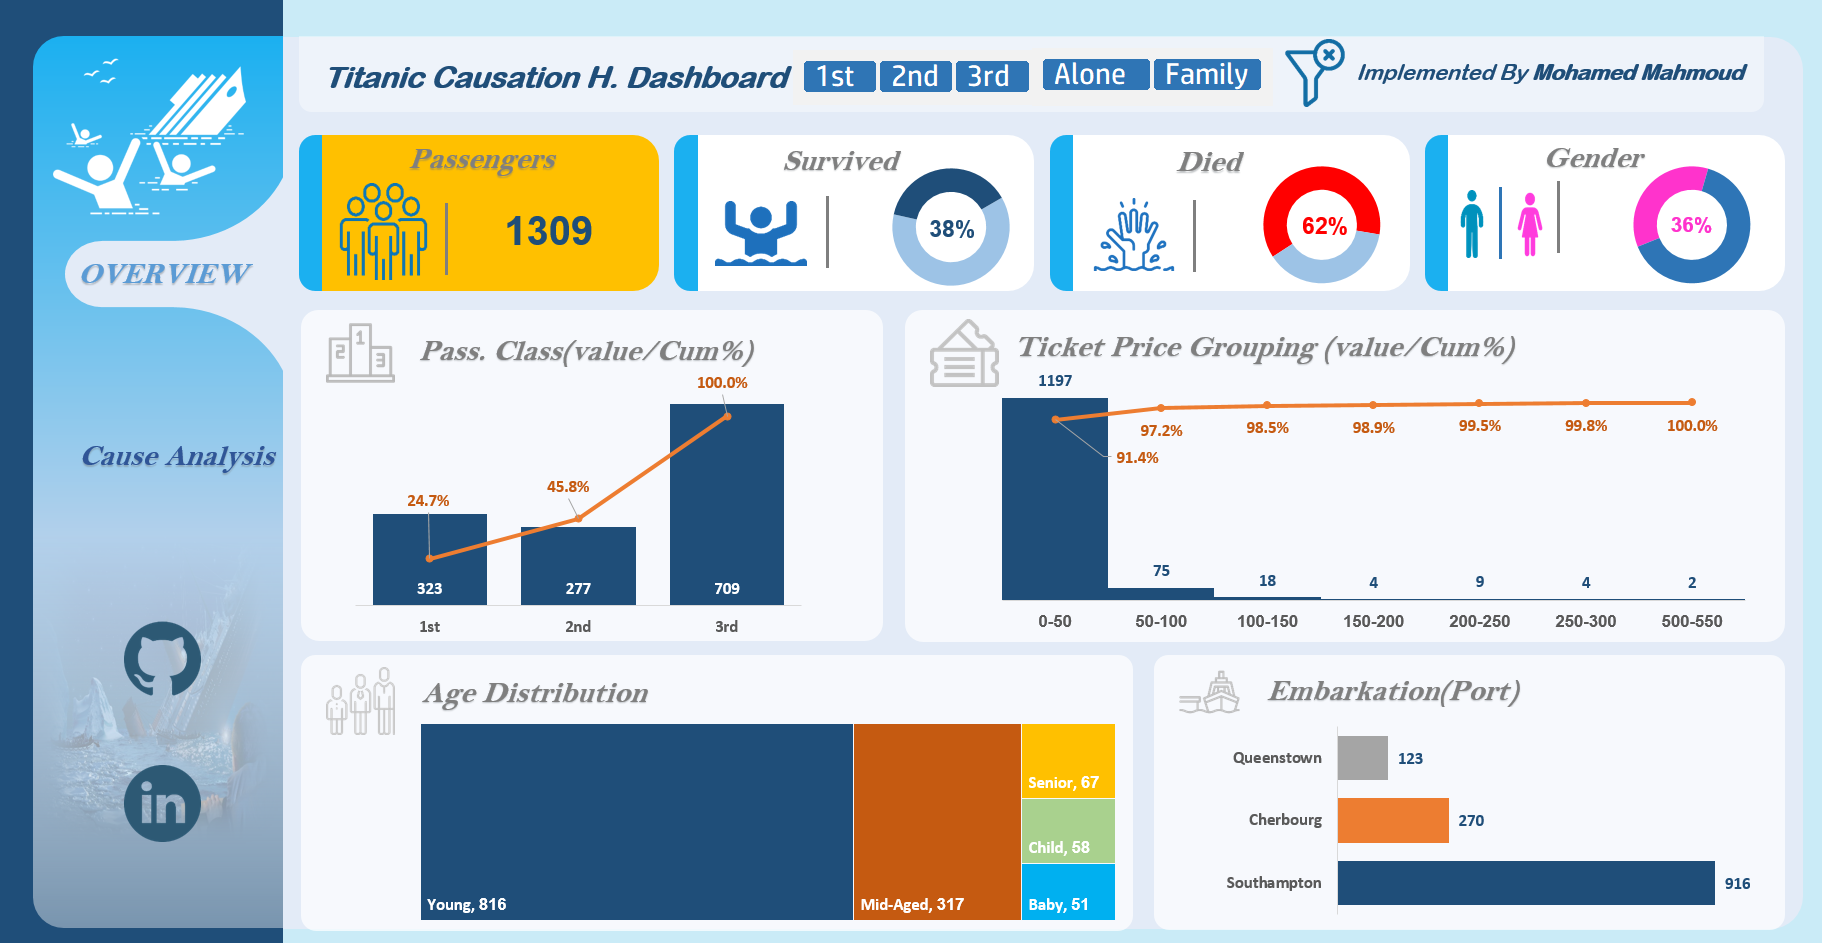 Titanic Causation H. Dashboard
1st 2nd 3rd Alone Family
Implemented By Mohamed Mahmoud
OVERVIEW
Cause Analysis
in
Passengers
1309
Survived
38%
Died
62%
Gender
36%
Pass. Class(value/Cum%)
2 1 3
100.0%
45.8%
24.7%
323 277 709
1st 2nd 3rd
Ticket Price Grouping (value/Cum%)
1197
97.2% 98.5% 98.9% 99.5% 99.8% 100.0%
91.4%
75 18 4 9 4 2
0-50 50-100 100-150 150-200 200-250 250-300 500-550
Age Distribution
Young, 816
Mid-Aged, 317
Senior, 67
Child, 58
Baby, 51
Embarkation(Port)
Queenstown 123
Cherbourg 270
Southampton 916